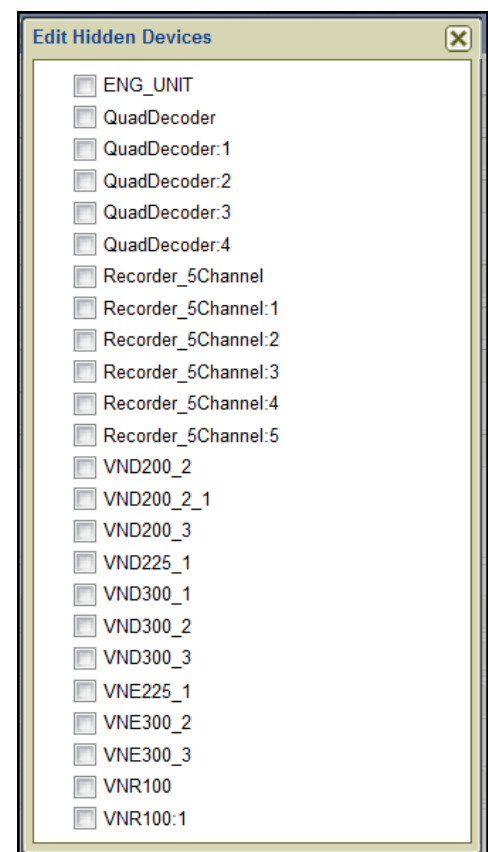 Edit Hidden Devices
ENG_UNIT
QuadDecoder
QuadDecoder:1
QuadDecoder:2
QuadDecoder:3
QuadDecoder:4
Recorder_5Channel
Recorder_5Channel:1
Recorder_5Channel:2
Recorder_5Channel:3
Recorder_5Channel:4
Recorder_5Channel:5
VND200_2
VND200_2_1
VND200_3
VND225_1
VND300_1
VND300_2
VND300_3
VNE225_1
VNE300_2
VNE300_3
VNR100
VNR100:1